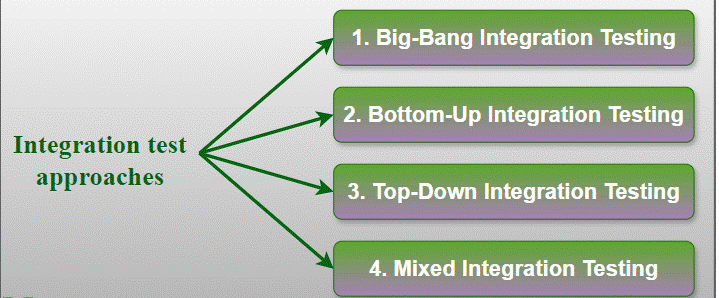 Integration test
approaches
1. Big-Bang Integration Testing
2. Bottom-Up Integration Testing
3. Top-Down Integration Testing
4. Mixed Integration Testing